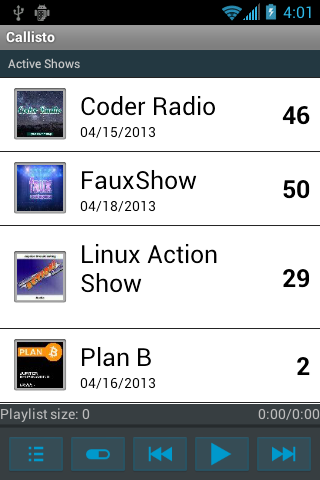 4:01
Callisto
Active Shows
Coder Radio
04/15/2013
46
FauxShow
04/18/2013
50
Linux Action
Show
29
PLAN B
Plan B
04/16/2013
2
Playlist size: 0
0:00/0:00